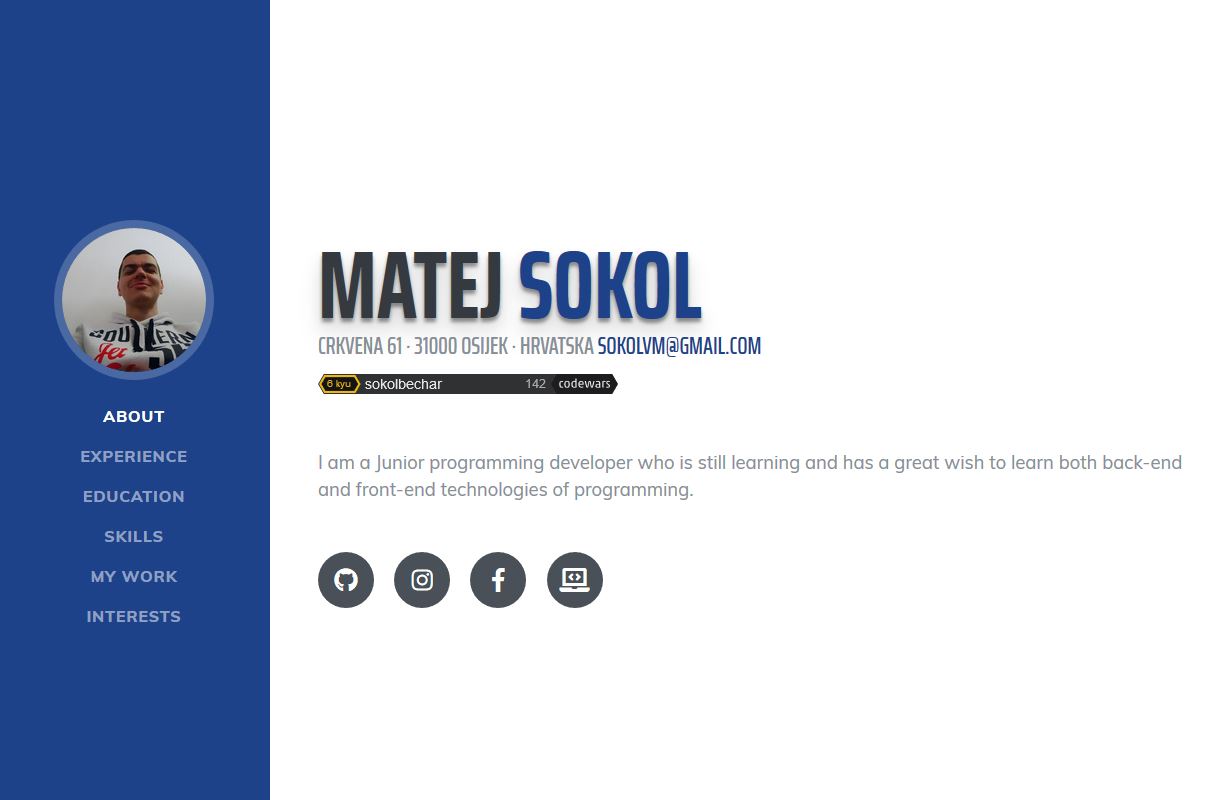 SOUTHERN
Jer
ABOUT
EXPERIENCE
EDUCATION
SKILLS
MY WORK
INTERESTS
MATEJ SOKOL
CRKVENA 61 · 31000 OSIJEK · HRVATSKA SOKOLVM@GMAIL.COM
6 kyu sokolbechar 142 codewars
I am a Junior programming developer who is still learning and has a great wish to learn both back-end
and front-end technologies of programming.